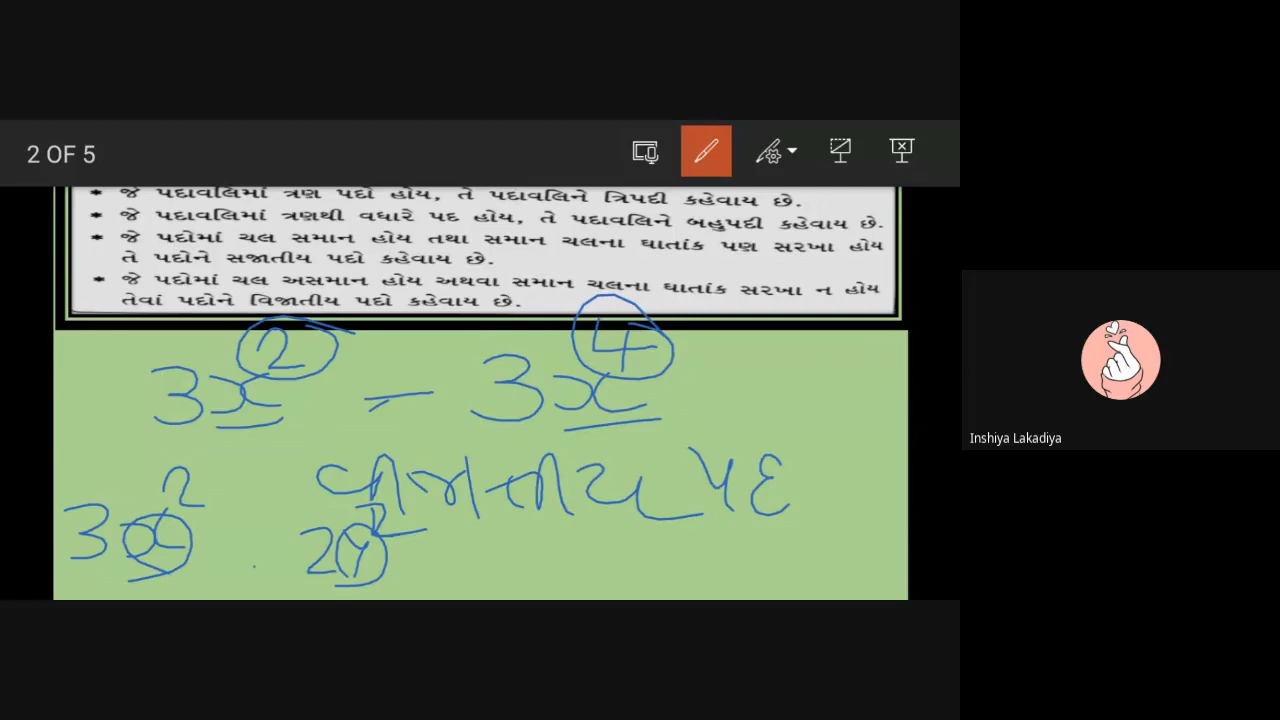 2 OF 5
* જે પદાવલિમાં ત્રણ પદો હોય, તે પદાવલિને ત્રિપદી કહેવાય છે.
* જે પદાવલિમાં ત્રણથી વધારે પદ હોય, તે પદાવલિને બહુપદી કહેવાય છે.
* જે પદોમાં ચલ સમાન હોય તથા સમાન ચલના ઘાતાંક પણ સરખા હોય
તે પદોને સજાતીય પદો કહેવાય છે.
* જે પદોમાં ચલ અસમાન હોય અથવા સમાન ચલના ઘાતાંક સરખા ન હોય
તેવાં પદોને વિજાતીય પદો કહેવાય છે.
3x² – 3x⁴
વીજાતીય પદ
3x² 2y²
Inshiya Lakadiya